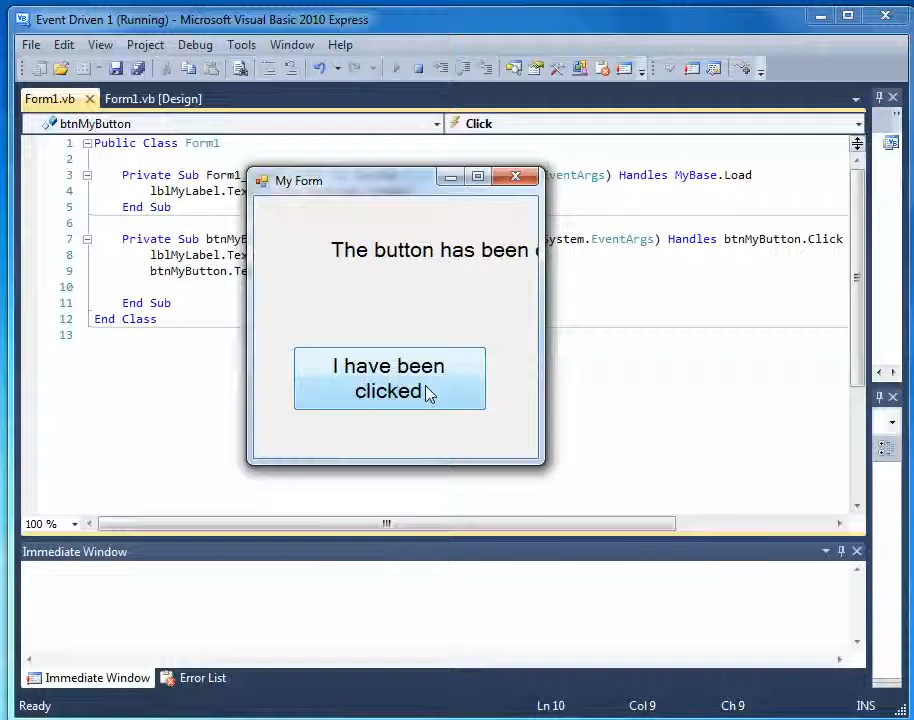 Event Driven 1 (Running) - Microsoft Visual Basic 2010 Express
File Edit View Project Debug Tools Window Help
Form1.vb Form1.vb [Design]
btnMyButton Click
1 Public Class Form1
2
3 Private Sub Form1_ EventArgs) Handles MyBase.Load
4 lblMyLabel.Tex
5 End Sub
6
7 Private Sub btnMyB System.EventArgs) Handles btnMyButton.Click
8 lblMyLabel.Tex
9 btnMyButton.Te
10
11 End Sub
12 End Class
13
My Form
The button has been
I have been
clicked
100 %
Immediate Window
Immediate Window Error List
Ready Ln 10 Col 9 Ch 9 INS